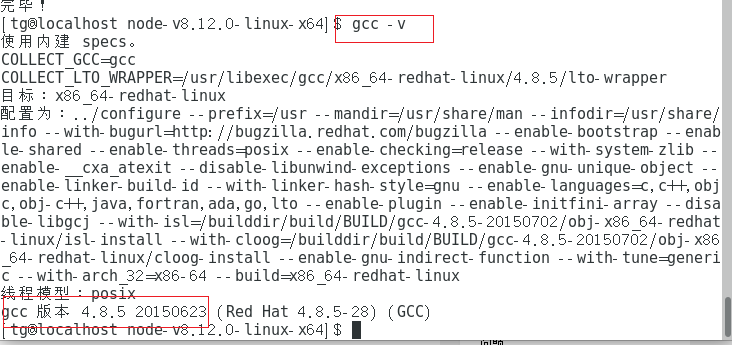 完毕！
[tg@localhost node-v8.12.0-linux-x64]$ gcc -v
使用内建 specs。
COLLECT_GCC=gcc
COLLECT_LTO_WRAPPER=/usr/libexec/gcc/x86_64-redhat-linux/4.8.5/lto-wrapper
目标：x86_64-redhat-linux
配置为：../configure --prefix=/usr --mandir=/usr/share/man --infodir=/usr/share/
info --with-bugurl=http://bugzilla.redhat.com/bugzilla --enable-bootstrap --enab
le-shared --enable-threads=posix --enable-checking=release --with-system-zlib --
enable-__cxa_atexit --disable-libunwind-exceptions --enable-gnu-unique-object --
enable-linker-build-id --with-linker-hash-style=gnu --enable-languages=c,c++,obj
c,obj-c++,java,fortran,ada,go,lto --enable-plugin --enable-initfini-array --disa
ble-libgcj --with-isl=/builddir/build/BUILD/gcc-4.8.5-20150702/obj-x86_64-redhat
-linux/isl-install --with-cloog=/builddir/build/BUILD/gcc-4.8.5-20150702/obj-x86
_64-redhat-linux/cloog-install --enable-gnu-indirect-function --with-tune=generi
c --with-arch_32=x86-64 --build=x86_64-redhat-linux
线程模型：posix
gcc 版本 4.8.5 20150623 (Red Hat 4.8.5-28) (GCC)
[tg@localhost node-v8.12.0-linux-x64]$